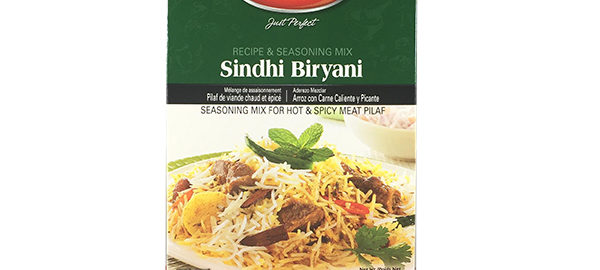 Just Perfect
RECIPE & SEASONING MIX
Sindhi Biryani
Mélange de assaisonnement
Pilaf de viande chaud et épicé
Aderezo Mezclar
Arroz con Carne Caliente y Picante
SEASONING MIX FOR HOT & SPICY MEAT PILAF